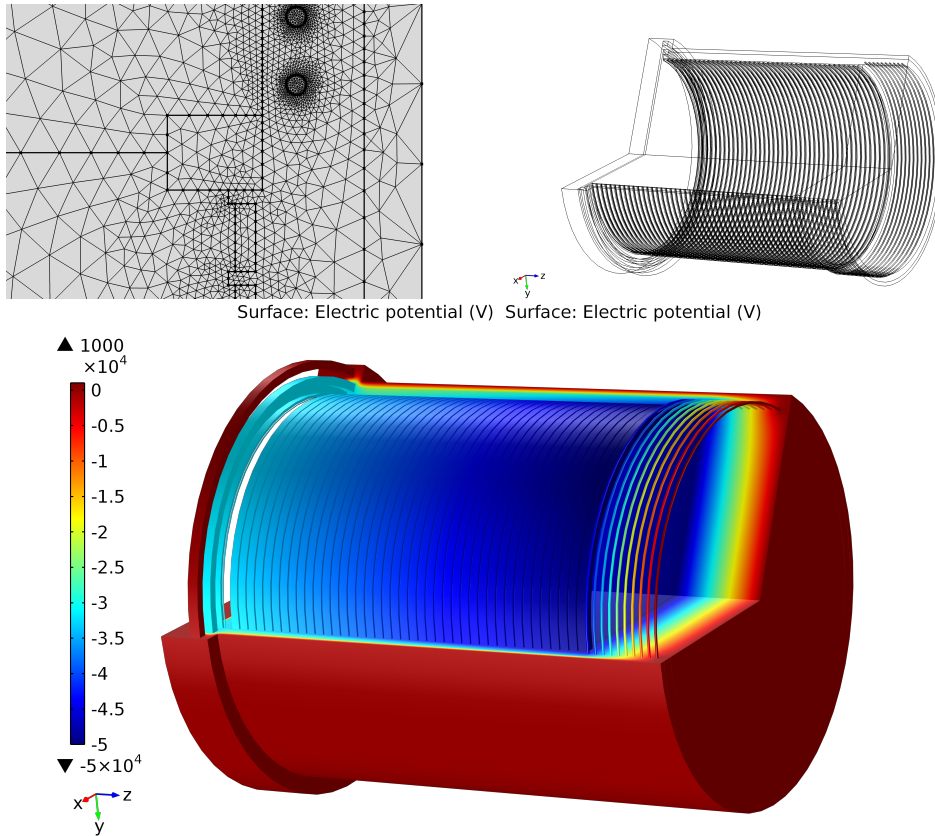 x z
y
Surface: Electric potential (V) Surface: Electric potential (V)
▲ 1000
×10⁴
0
-0.5
-1
-1.5
-2
-2.5
-3
-3.5
-4
-4.5
-5
▼ -5×10⁴
x z
y